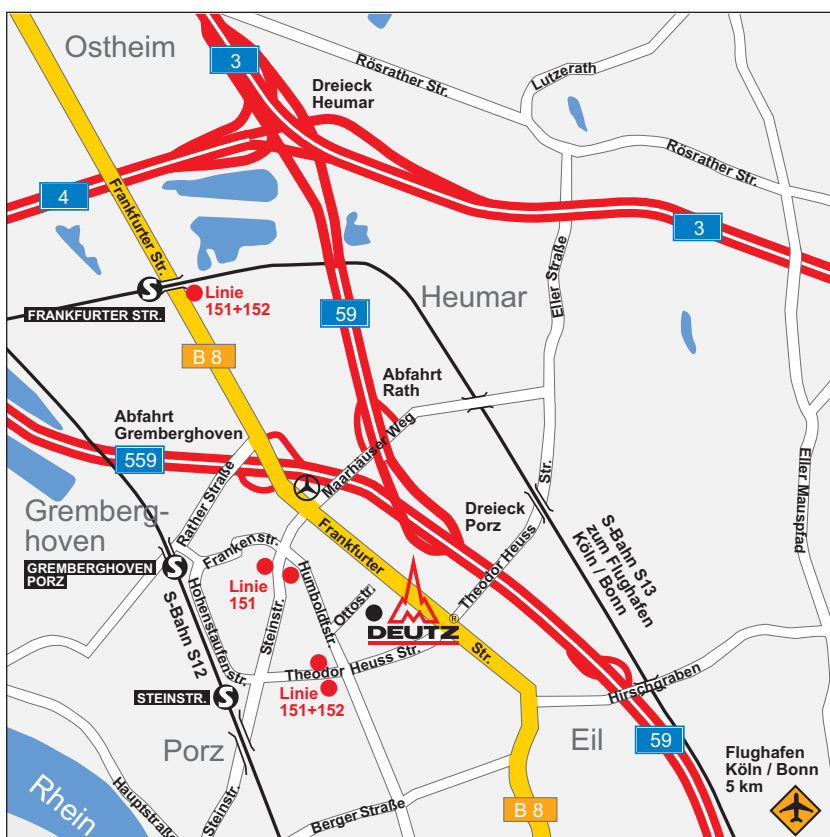 Ostheim
3
Rösrather Str.
Lutzerath
Dreieck
Heumar
Rösrather Str.
4
Frankfurter Str.
3
Eller Straße
Linie
151+152
FRANKFURTER STR.
Heumar
59
B 8
Abfahrt
Rath
Abfahrt
Gremberghoven
Maarhäuser Weg
559
Rather Straße
Eller Mauspfad
Str.
Gremberg-
hoven
Dreieck
Porz
S-Bahn S13
zum Flughafen
Köln / Bonn
Frankfurter
Frankenstr.
Theodor Heuss
GREMBERGHOVEN
PORZ
Linie
151
Humboldtstr.
Ottostr.
S-Bahn S12
Hohenstaufenstr.
Steinstr.
DEUTZ®
Str.
Theodor Heuss Str.
STEINSTR.
Linie
151+152
Hirschgraben
Porz
Eil
59
Flughafen
Köln / Bonn
5 km
Rhein
Hauptstraße
Steinstr.
Berger Straße
B 8